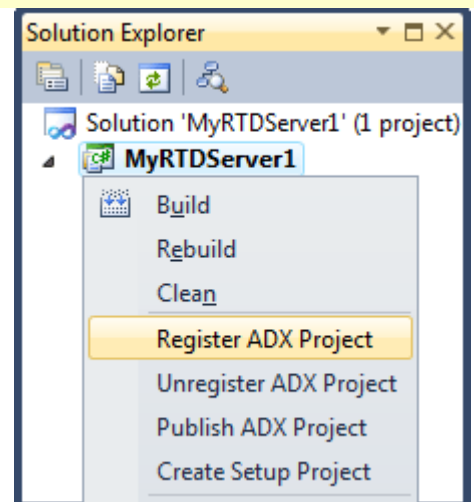 Solution Explorer
Solution 'MyRTDServer1' (1 project)
C# MyRTDServer1
Build
Rebuild
Clean
Register ADX Project
Unregister ADX Project
Publish ADX Project
Create Setup Project